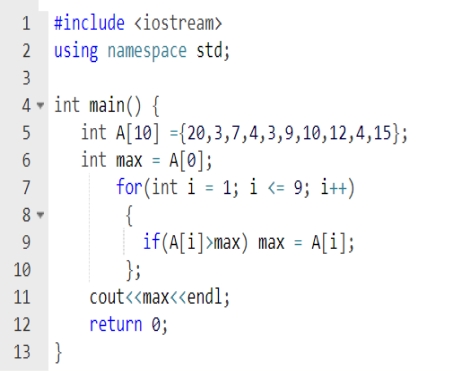 1 #include <iostream>
2 using namespace std;
3
4 int main() {
5 int A[10] ={20,3,7,4,3,9,10,12,4,15};
6 int max = A[0];
7 for(int i = 1; i <= 9; i++)
8 {
9 if(A[i]>max) max = A[i];
10 };
11 cout<<max<<endl;
12 return 0;
13 }